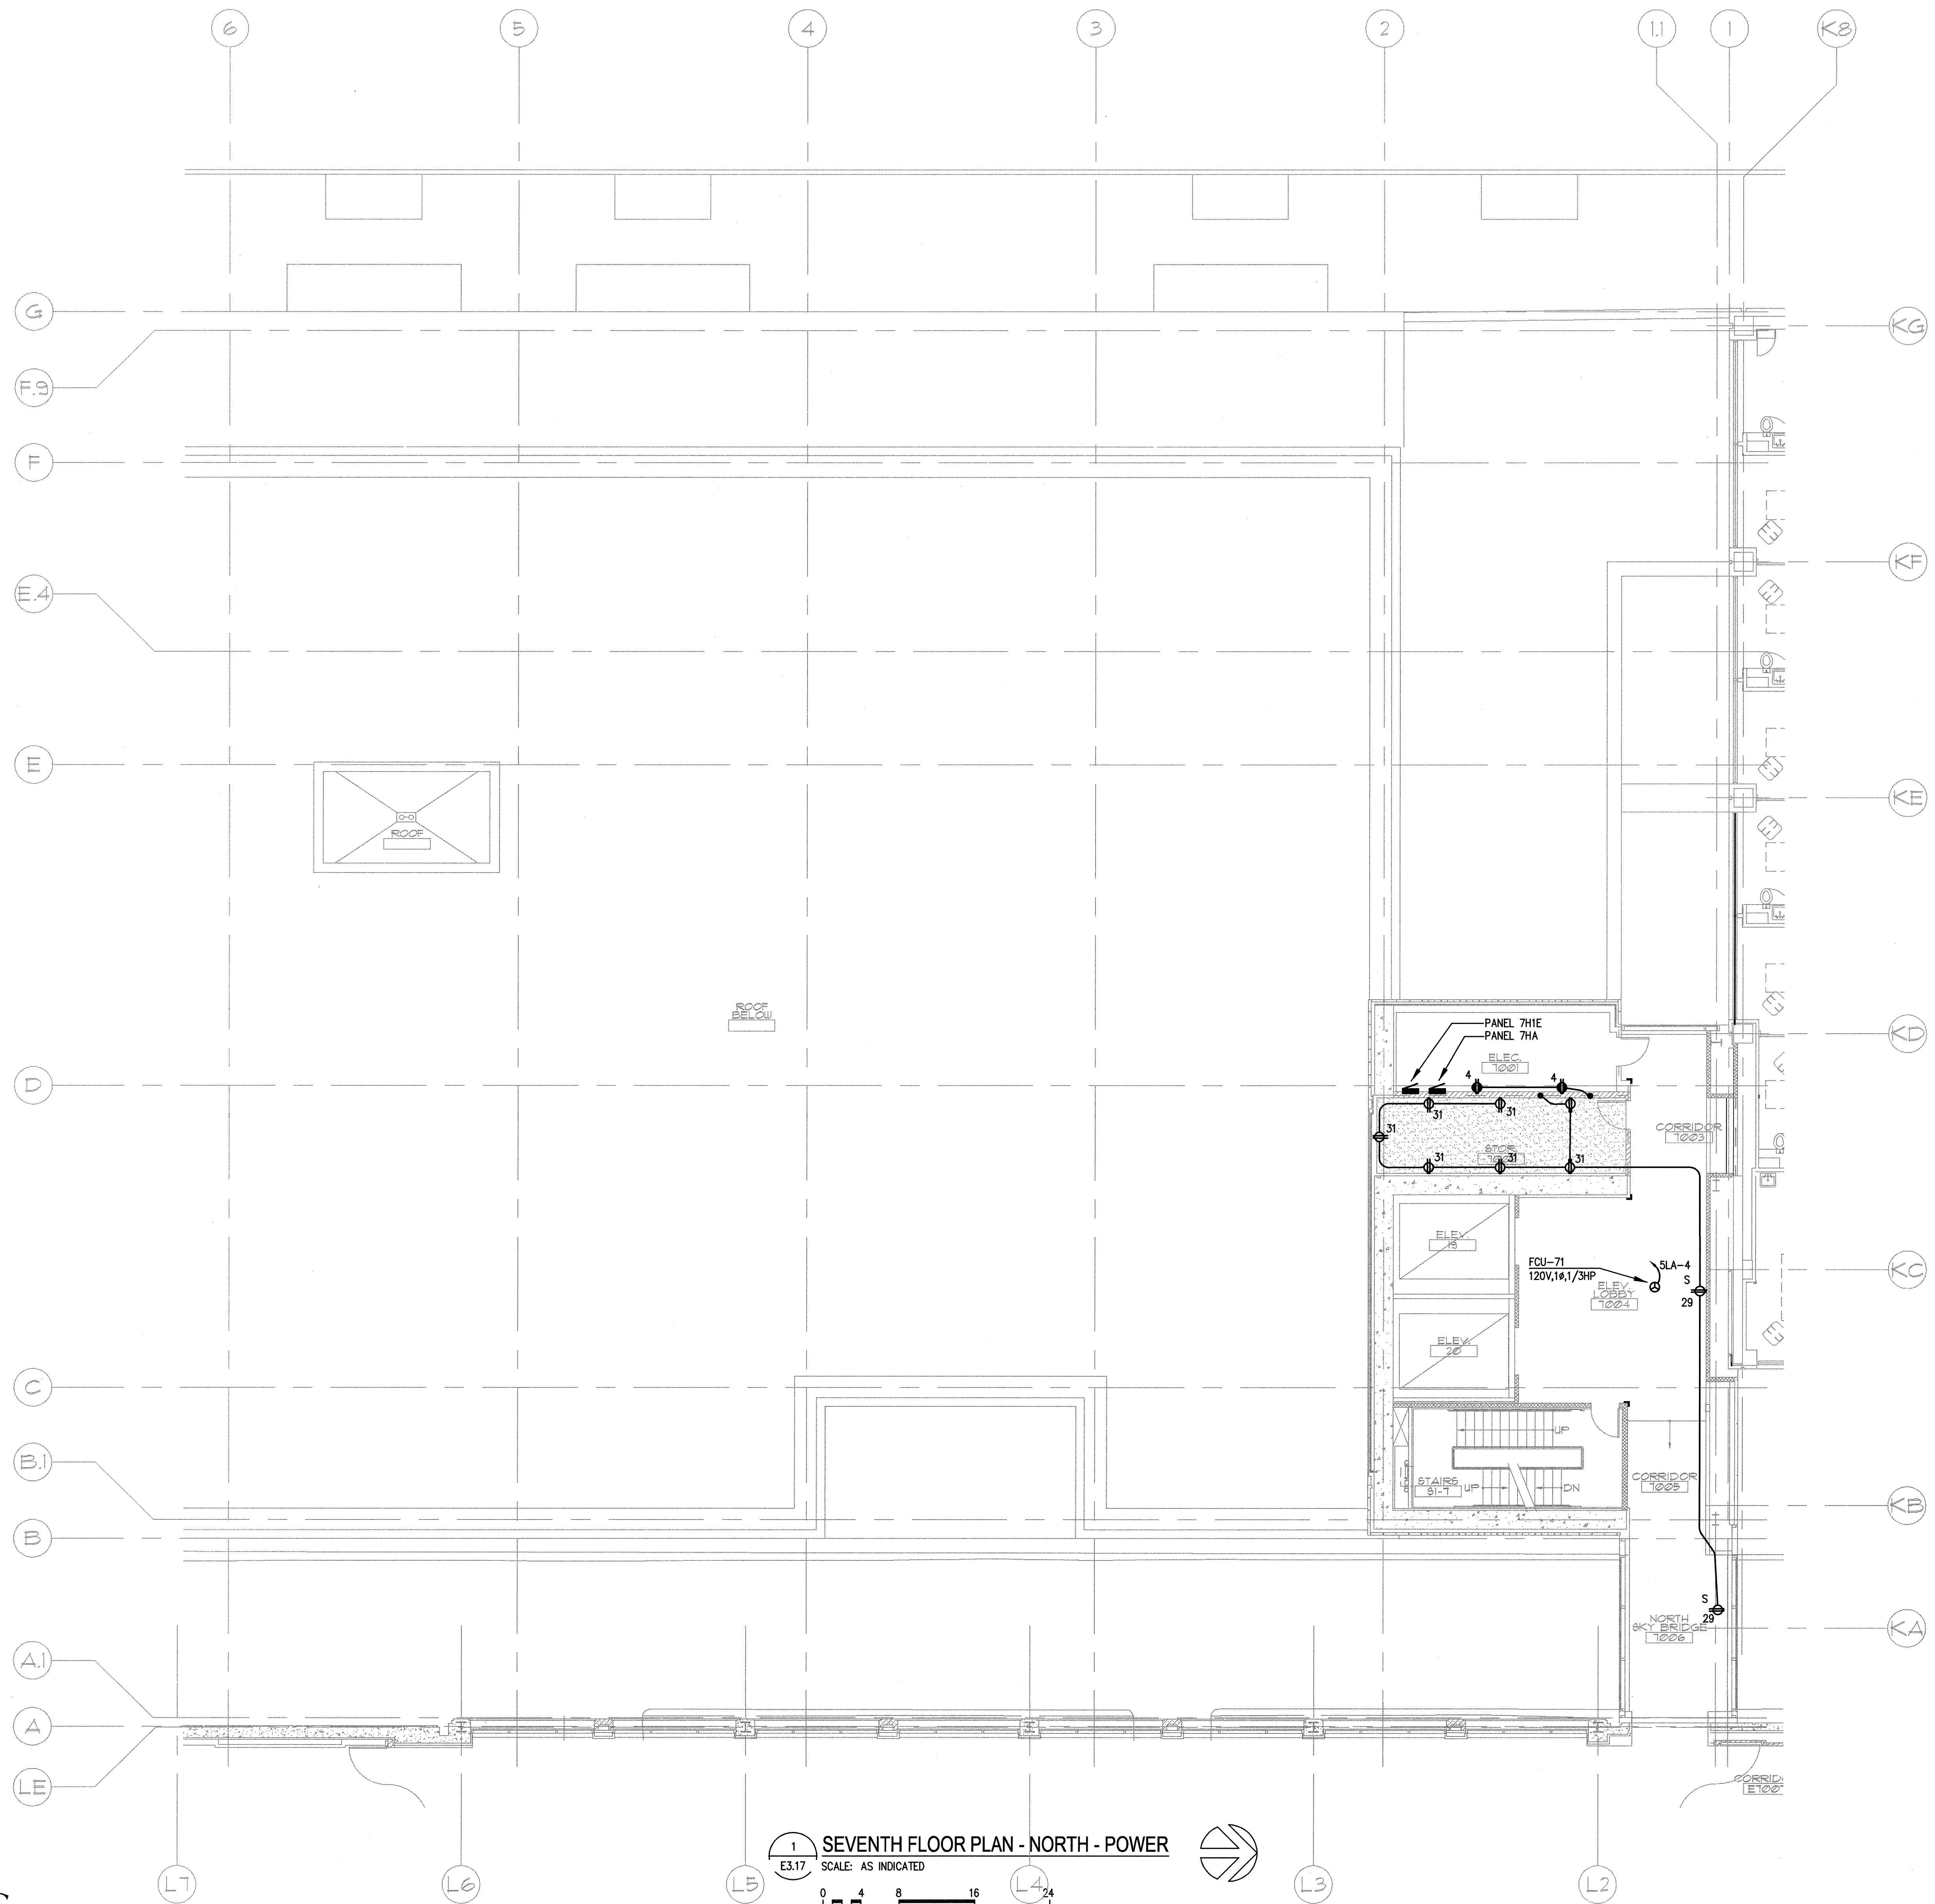 6 5 4 3 2 1.1 1 K8
G
KG
F.9
F
KF
E.4
E
KE
ROOF
ROOF
BELOW
PANEL 7H1E
PANEL 7HA
KD
ELEC.
7001
D
4 4
31 31
31
CORRIDOR
7003
STOR.
31 31 31
ELEV.
19
KC
FCU-71
120V,1ø,1/3HP
5LA-4
S
29
ELEV.
LOBBY
7004
ELEV.
20
C
UP
B.1
STAIRS
S1-7
UP
DN
CORRIDOR
7005
KB
B
S
29
NORTH
SKY BRIDGE
7006
KA
A.1
A
LE
CORRID
E700
1
E3.17
SEVENTH FLOOR PLAN - NORTH - POWER
SCALE: AS INDICATED
L7 L6 L5 L4 L3 L2
0 4 8 16 24